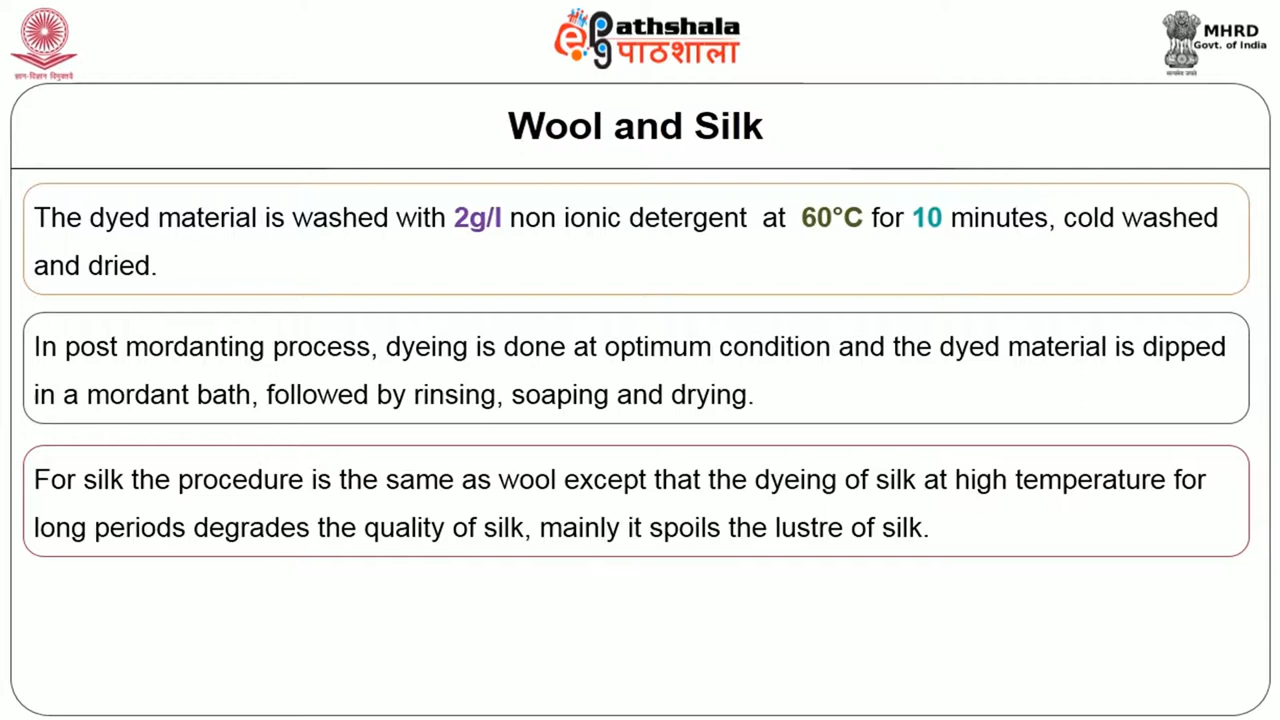 ज्ञान-विज्ञान विमुक्तये
ePathshala
पाठशाला
MHRD
Govt. of India
Wool and Silk
The dyed material is washed with 2g/l non ionic detergent at 60°C for 10 minutes, cold washed
and dried.
In post mordanting process, dyeing is done at optimum condition and the dyed material is dipped
in a mordant bath, followed by rinsing, soaping and drying.
For silk the procedure is the same as wool except that the dyeing of silk at high temperature for
long periods degrades the quality of silk, mainly it spoils the lustre of silk.